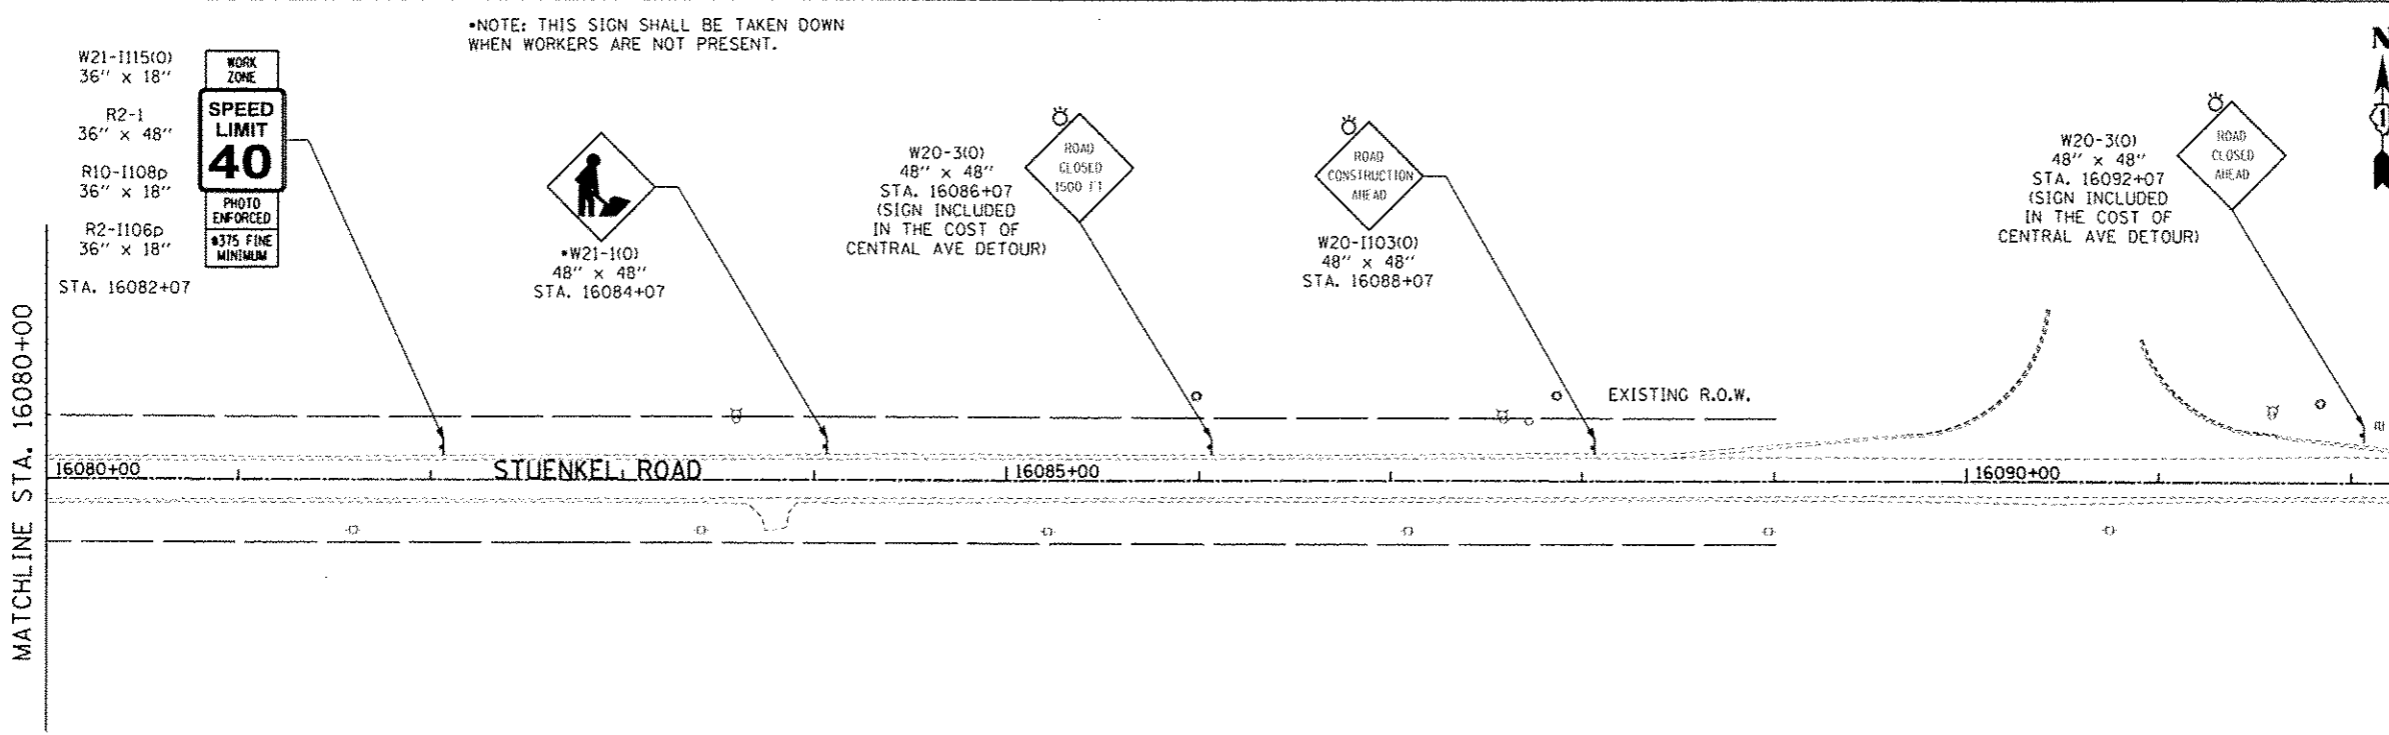 •NOTE: THIS SIGN SHALL BE TAKEN DOWN
WHEN WORKERS ARE NOT PRESENT.
W21-I115(O)
36" x 18"
R2-1
36" x 48"
R10-I108p
36" x 18"
R2-I106p
36" x 18"
STA. 16082+07
WORK
ZONE
SPEED
LIMIT
40
PHOTO
ENFORCED
$375 FINE
MINIMUM
•W21-1(O)
48" x 48"
STA. 16084+07
W20-3(O)
48" x 48"
STA. 16086+07
(SIGN INCLUDED
IN THE COST OF
CENTRAL AVE DETOUR)
ROAD
CLOSED
1500 FT
ROAD
CONSTRUCTION
AHEAD
W20-I103(O)
48" x 48"
STA. 16088+07
W20-3(O)
48" x 48"
STA. 16092+07
(SIGN INCLUDED
IN THE COST OF
CENTRAL AVE DETOUR)
ROAD
CLOSED
AHEAD
N
1
EXISTING R.O.W.
16080+00
STUENKEL ROAD
16085+00
16090+00
MATCHLINE STA. 16080+00